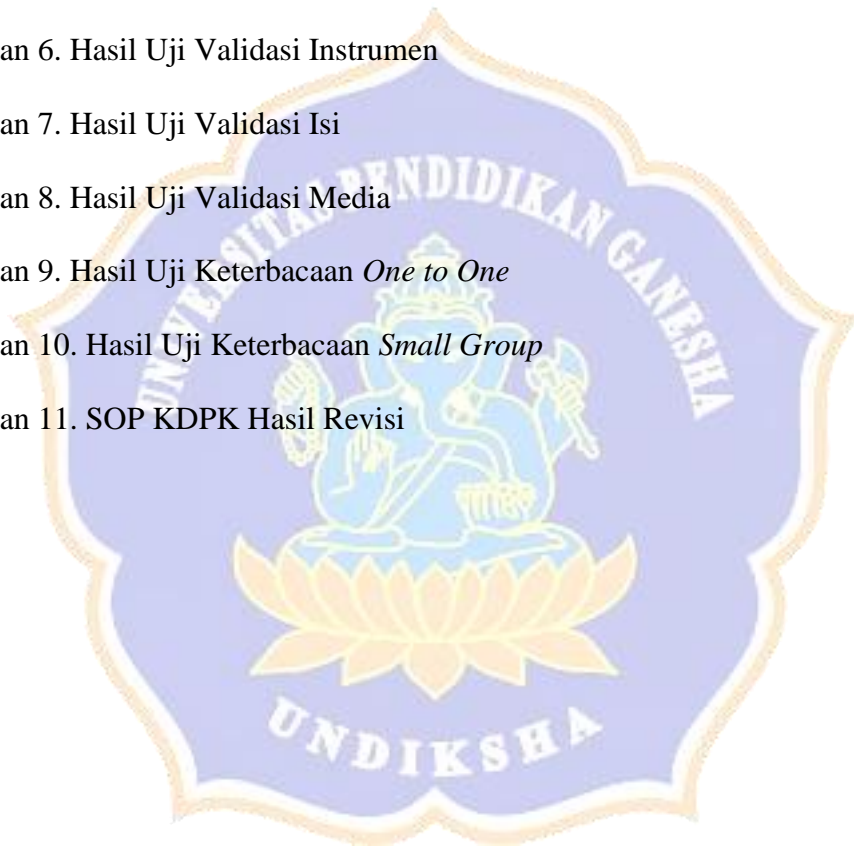 an 6. Hasil Uji Validasi Instrumen
an 7. Hasil Uji Validasi Isi
an 8. Hasil Uji Validasi Media
an 9. Hasil Uji Keterbacaan One to One
an 10. Hasil Uji Keterbacaan Small Group
an 11. SOP KDPK Hasil Revisi
UNIVERSITAS PENDIDIKAN GANESHA
UNDIKSHA